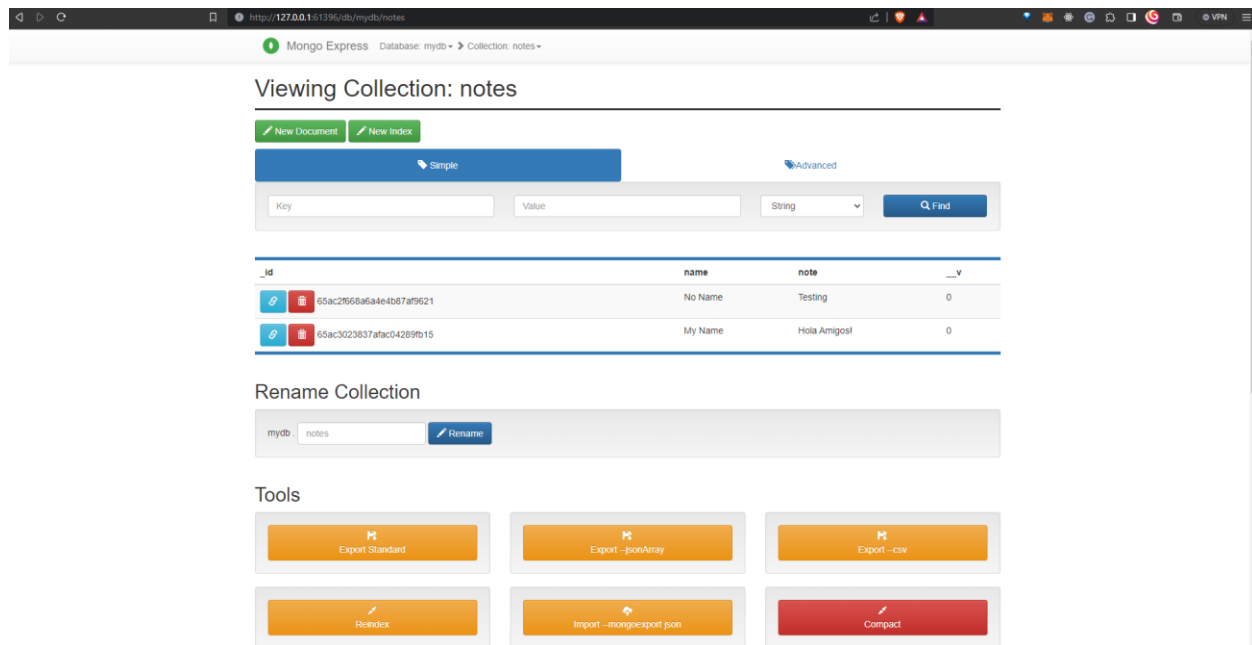 http://127.0.0.1:61396/db/mydb/notes
VPN
Mongo Express Database: mydb Collection: notes
Viewing Collection: notes
New Document New Index
Simple Advanced
Key Value String Find
_id name note __v
65ac2f668a6a4e4b87af9621 No Name Testing 0
65ac3023837afac04289fb15 My Name Hola Amigos! 0
Rename Collection
mydb . notes Rename
Tools
Export Standard Export --jsonArray Export --csv
Reindex Import --mongoexport json Compact